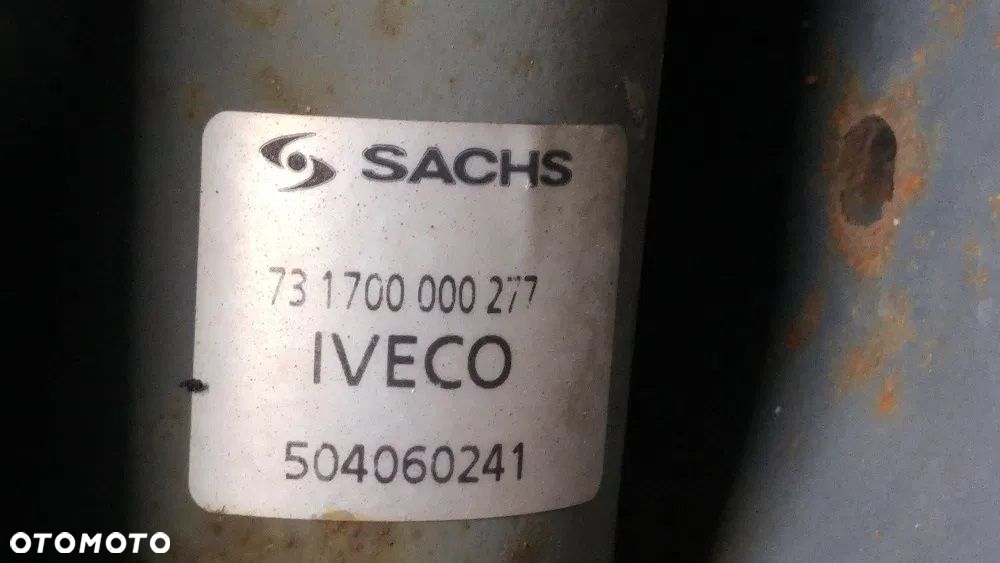 SACHS
73 1700 000 277
IVECO
504060241
OTOMOTO